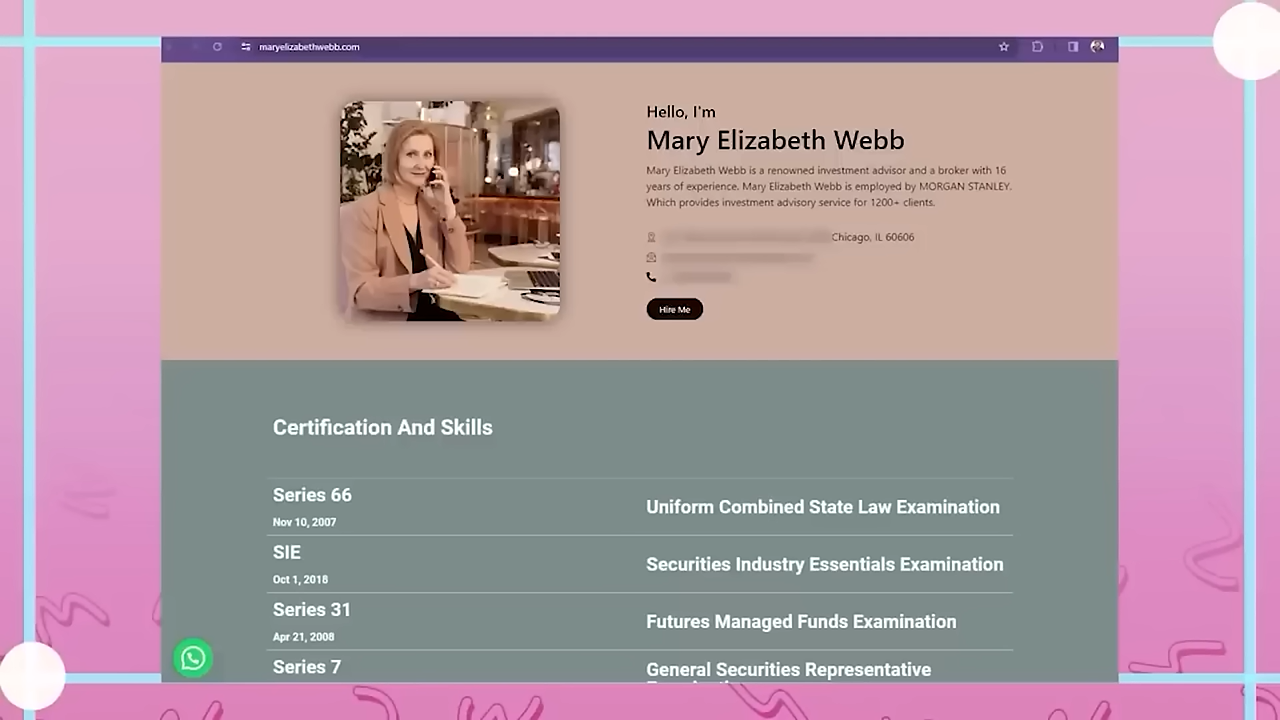 maryelizabethwebb.com
Hello, I'm
Mary Elizabeth Webb
Mary Elizabeth Webb is a renowned investment advisor and a broker with 16
years of experience. Mary Elizabeth Webb is employed by MORGAN STANLEY.
Which provides investment advisory service for 1200+ clients.
Chicago, IL 60606
Hire Me
Certification And Skills
Series 66
Nov 10, 2007
Uniform Combined State Law Examination
SIE
Oct 1, 2018
Securities Industry Essentials Examination
Series 31
Apr 21, 2008
Futures Managed Funds Examination
Series 7
General Securities Representative